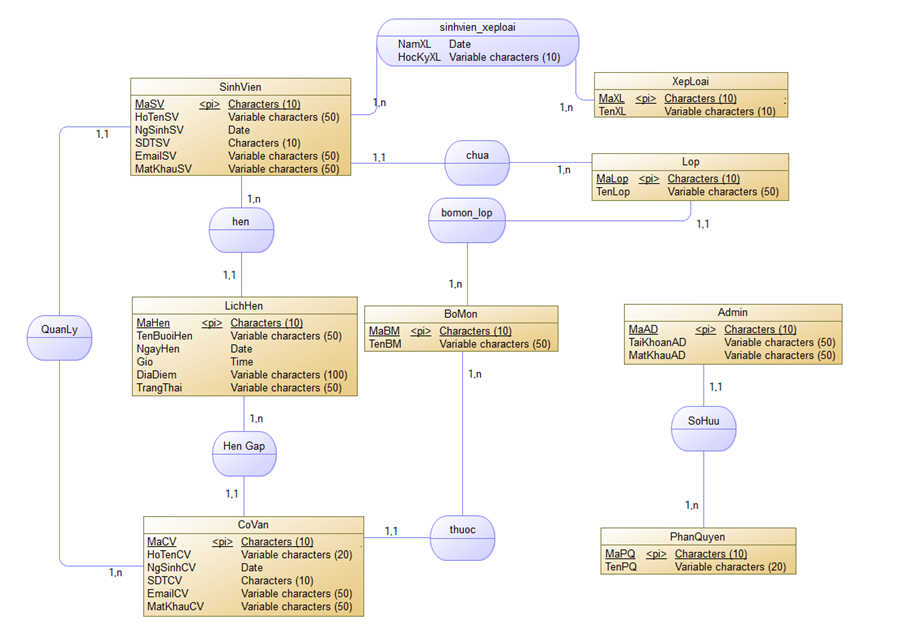 sinhvien_xeploai
NamXL Date
HocKyXL Variable characters (10)
SinhVien
MaSV <pi> Characters (10)
HoTenSV Variable characters (50)
NgSinhSV Date
SDTSV Characters (10)
EmailSV Variable characters (50)
MatKhauSV Variable characters (50)
XepLoai
MaXL <pi> Characters (10)
TenXL Variable characters (10)
1,n
1,n
1,1
1,1
chua
1,n
Lop
MaLop <pi> Characters (10)
TenLop Variable characters (50)
1,n
hen
1,1
bomon_lop
1,1
1,n
LichHen
MaHen <pi> Characters (10)
TenBuoiHen Variable characters (50)
NgayHen Date
Gio Time
DiaDiem Variable characters (100)
TrangThai Variable characters (50)
BoMon
MaBM <pi> Characters (10)
TenBM Variable characters (50)
Admin
MaAD <pi> Characters (10)
TaiKhoanAD Variable characters (50)
MatKhauAD Variable characters (50)
QuanLy
1,n
1,1
1,n
Hen Gap
1,1
SoHuu
1,n
CoVan
MaCV <pi> Characters (10)
HoTenCV Variable characters (20)
NgSinhCV Date
SDTCV Characters (10)
EmailCV Variable characters (50)
MatKhauCV Variable characters (50)
1,1
thuoc
1,n
PhanQuyen
MaPQ <pi> Characters (10)
TenPQ Variable characters (20)